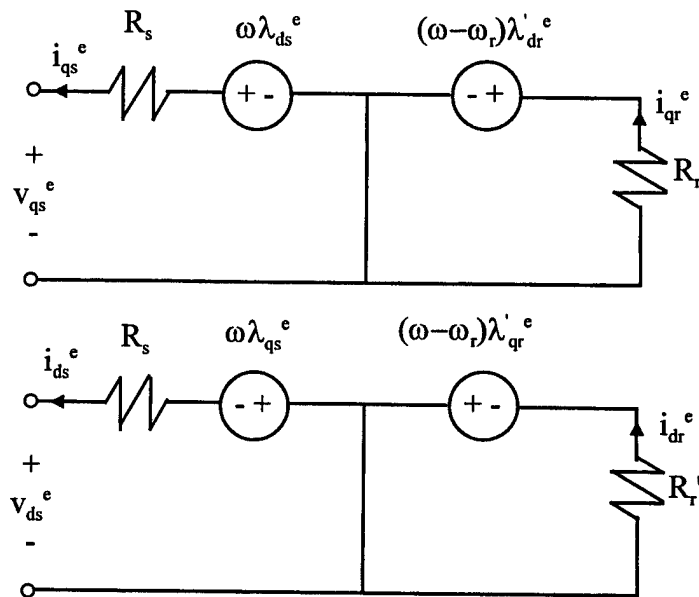 R_s ωλ_ds^e (ω−ω_r)λ'_dr^e
i_qs^e + - - + i_qr^e
+ R_r
v_qs^e
-
R_s ωλ_qs^e (ω−ω_r)λ'_qr^e
i_ds^e - + + - i_dr^e
+ R_r'
v_ds^e
-